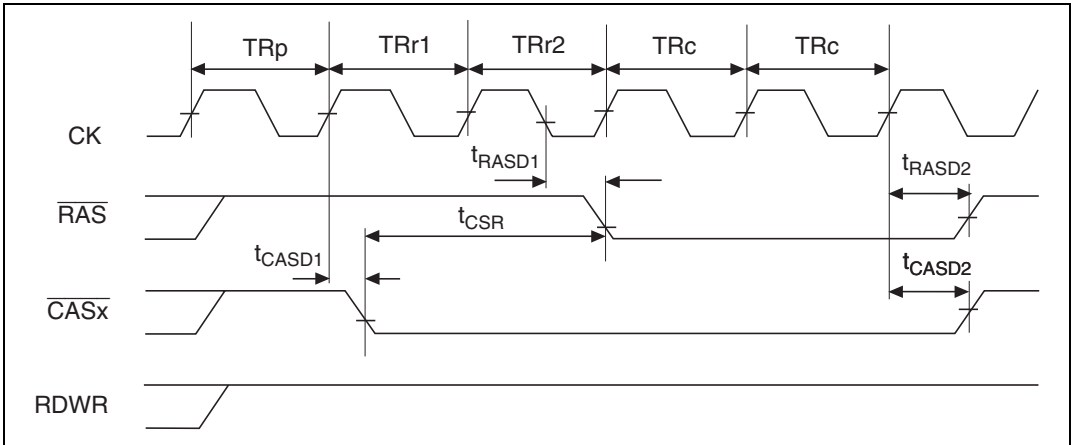 TRp TRr1 TRr2 TRc TRc
CK
tRASD1 tRASD2
RAS
tCSR
tCASD1 tCASD2
CASx
RDWR